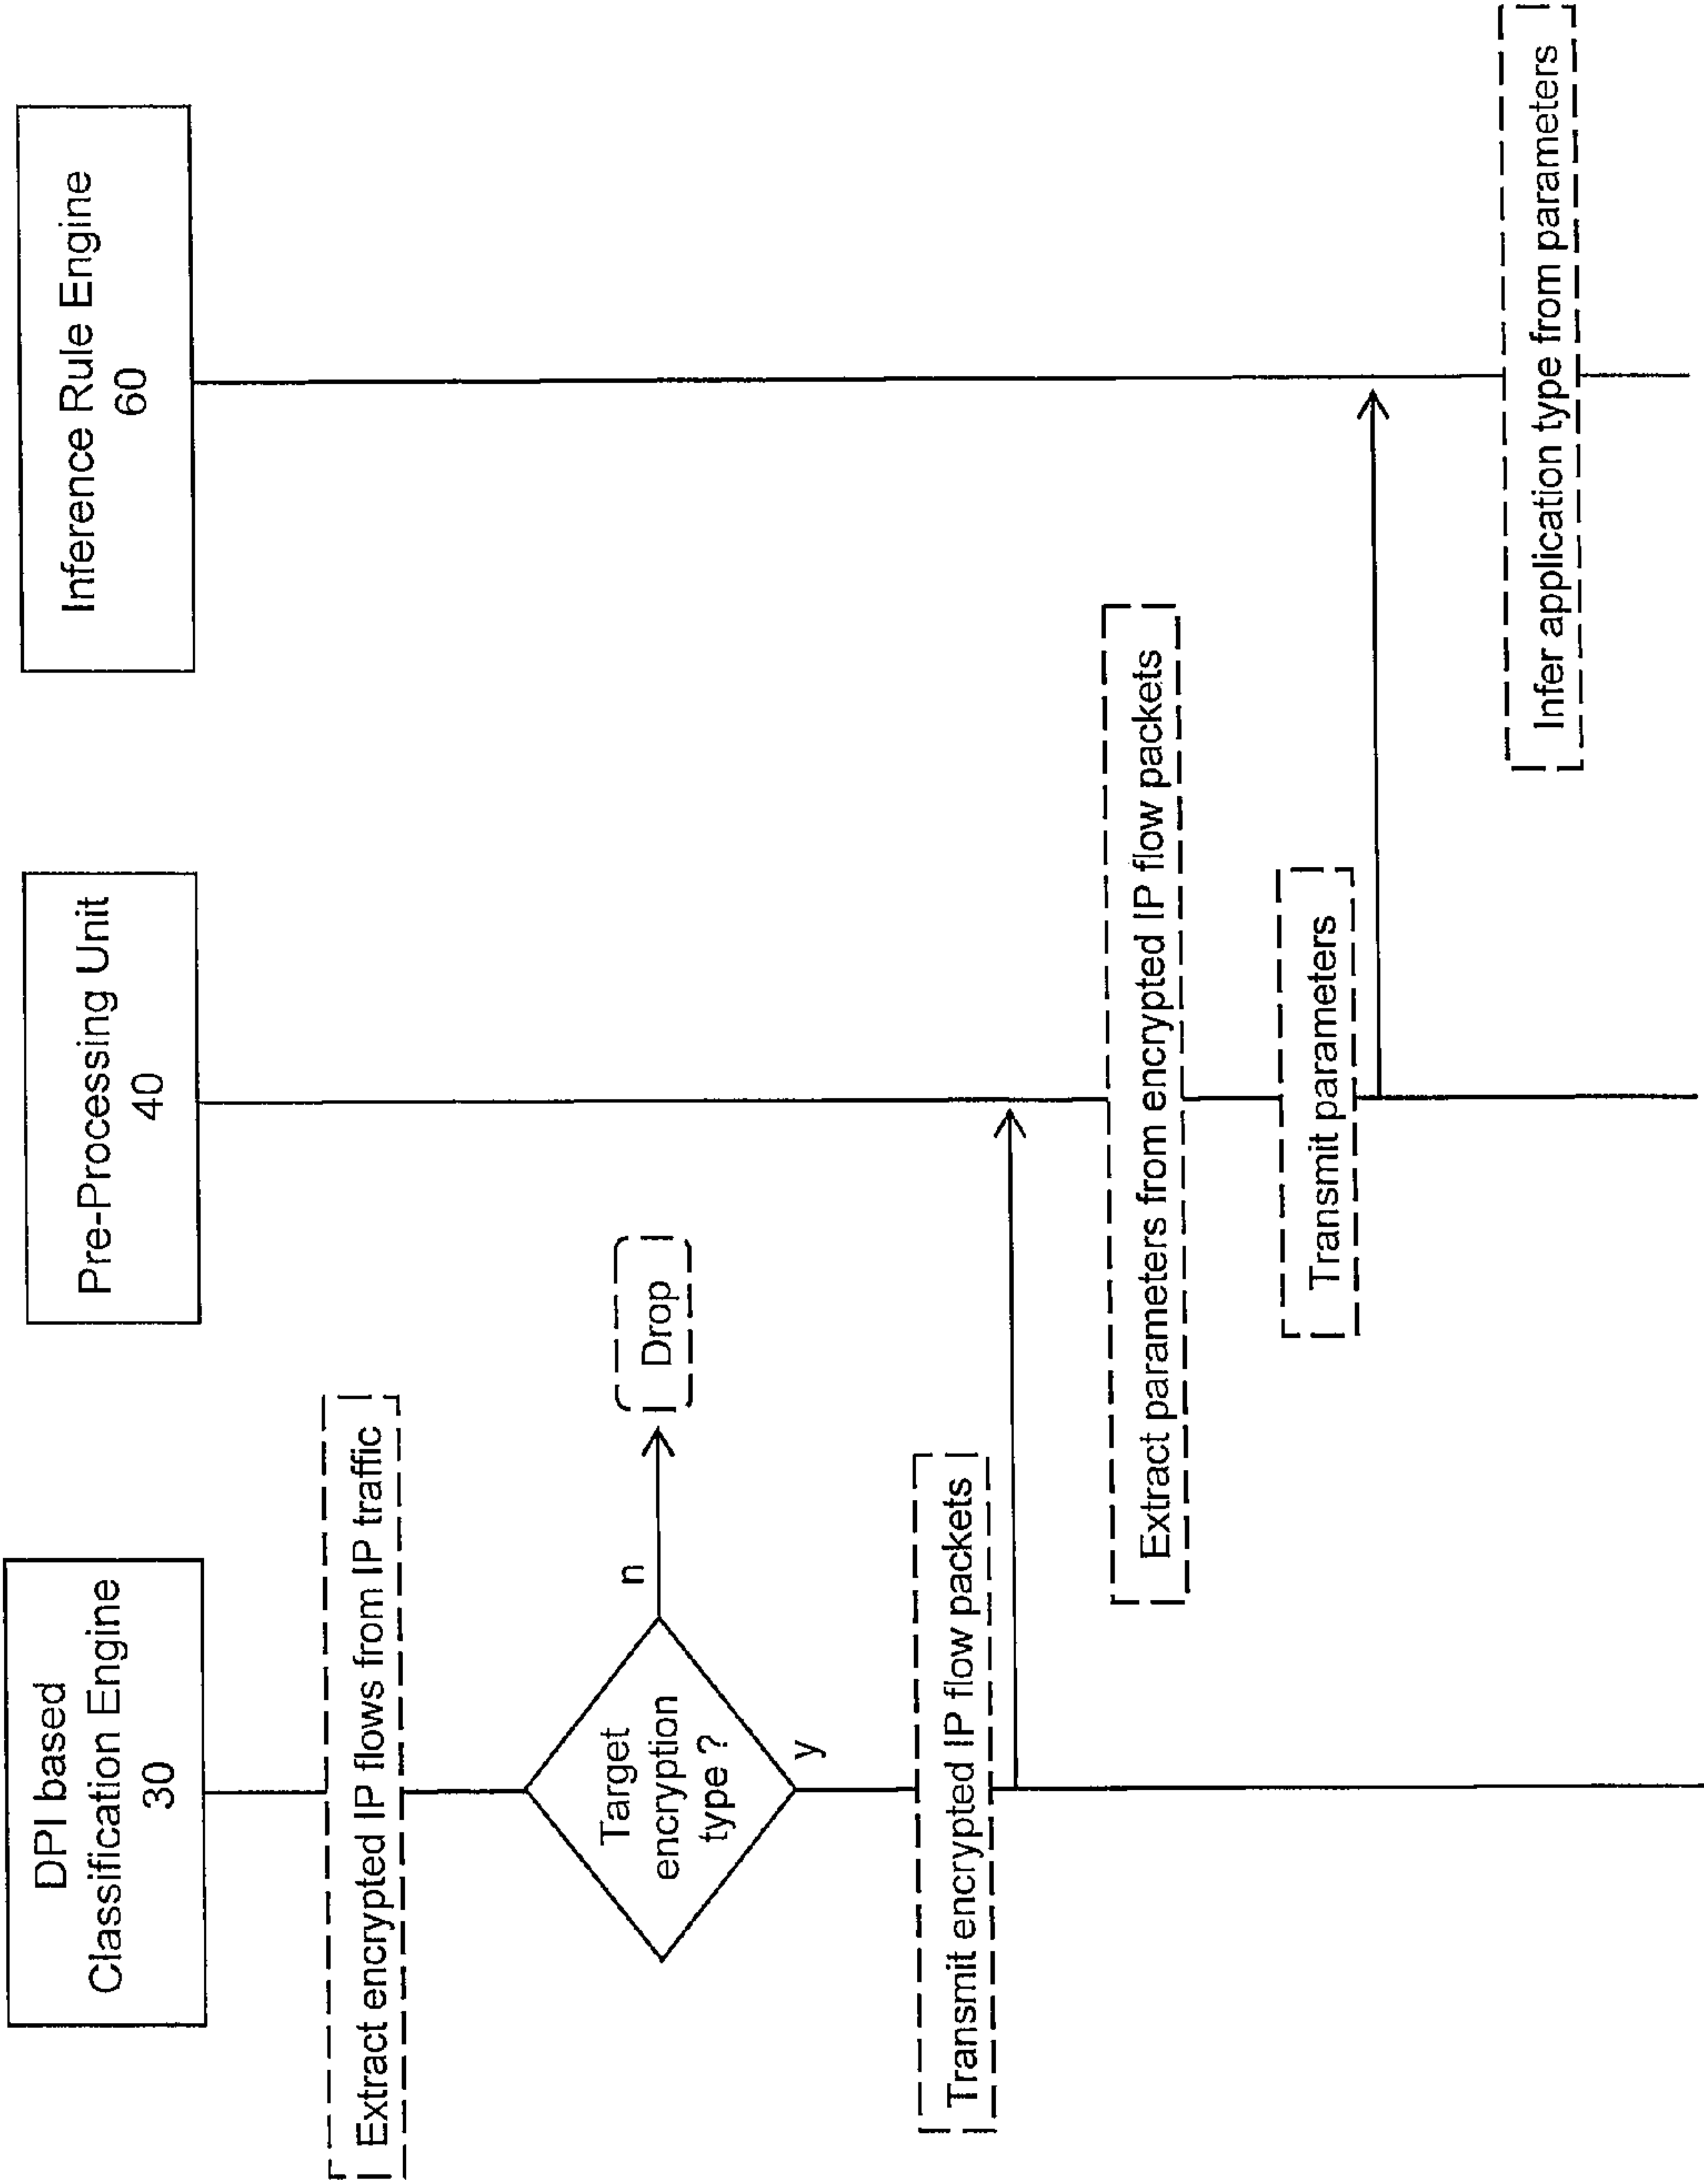 DPI based
Classification Engine
30
Pre-Processing Unit
40
Inference Rule Engine
60
Extract encrypted IP flows from IP traffic
Target
encryption
type ?
n
Drop
y
Transmit encrypted IP flow packets
Extract parameters from encrypted IP flow packets
Transmit parameters
Infer application type from parameters